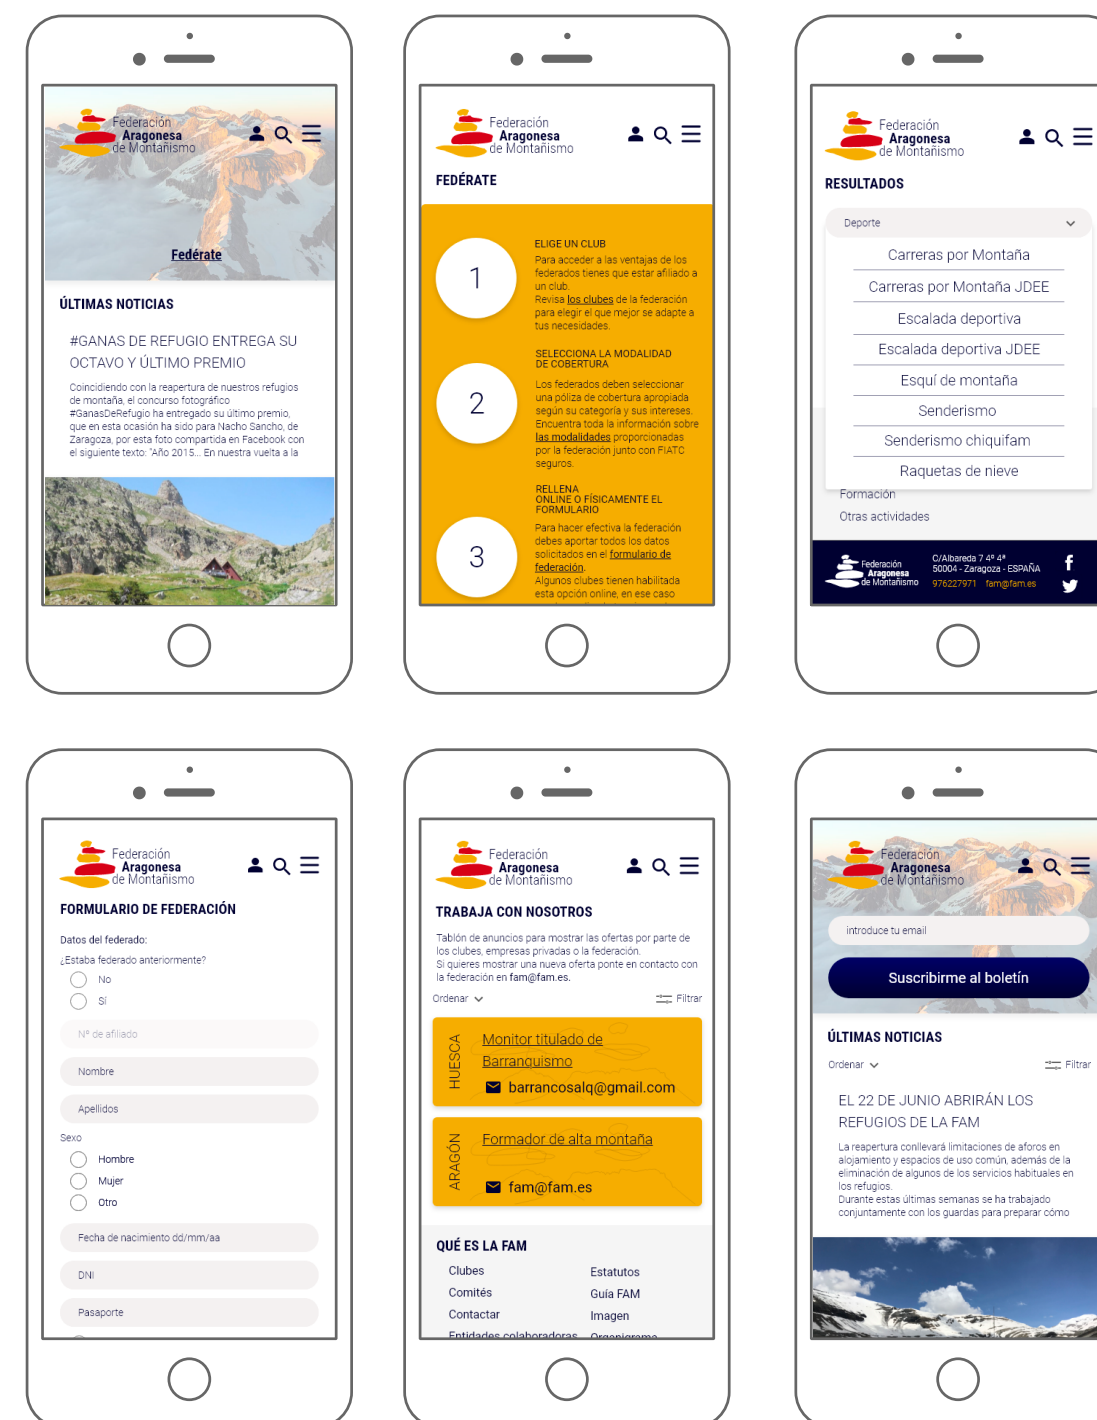 Federación
Aragonesa
de Montañismo
Fedérate
ÚLTIMAS NOTICIAS
#GANAS DE REFUGIO ENTREGA SU
OCTAVO Y ÚLTIMO PREMIO
Coincidiendo con la reapertura de nuestros refugios
de montaña, el concurso fotográfico
#GanasDeRefugio ha entregado su último premio,
que en esta ocasión ha sido para Nacho Sancho, de
Zaragoza, por esta foto compartida en Facebook con
el siguiente texto: "Año 2015... En nuestra vuelta a la
Federación
Aragonesa
de Montañismo
FEDÉRATE
1
ELIGE UN CLUB
Para acceder a las ventajas de los
federados tienes que estar afiliado a
un club.
Revisa los clubes de la federación
para elegir el que mejor se adapte a
tus necesidades.
2
SELECCIONA LA MODALIDAD
DE COBERTURA
Los federados deben seleccionar
una póliza de cobertura apropiada
según su categoría y sus intereses.
Encuentra toda la información sobre
las modalidades proporcionadas
por la federación junto con FIATC
seguros.
3
RELLENA
ONLINE O FÍSICAMENTE EL
FORMULARIO
Para hacer efectiva la federación
debes aportar todos los datos
solicitados en el formulario de
federación.
Algunos clubes tienen habilitada
esta opción online, en ese caso
Federación
Aragonesa
de Montañismo
RESULTADOS
Deporte
Carreras por Montaña
Carreras por Montaña JDEE
Escalada deportiva
Escalada deportiva JDEE
Esquí de montaña
Senderismo
Senderismo chiquifam
Raquetas de nieve
Formación
Otras actividades
Federación
Aragonesa
de Montañismo
C/Albareda 7 4º 4ª
50004 - Zaragoza - ESPAÑA
976227971 fam@fam.es
Federación
Aragonesa
de Montañismo
FORMULARIO DE FEDERACIÓN
Datos del federado:
¿Estaba federado anteriormente?
No
Sí
Nª de afiliado
Nombre
Apellidos
Sexo
Hombre
Mujer
Otro
Fecha de nacimiento dd/mm/aa
DNI
Pasaporte
Federación
Aragonesa
de Montañismo
TRABAJA CON NOSOTROS
Tablón de anuncios para mostrar las ofertas por parte de
los clubes, empresas privadas o la federación.
Si quieres mostrar una nueva oferta ponte en contacto con
la federación en fam@fam.es.
Ordenar
Filtrar
HUESCA
Monitor titulado de
Barranquismo
barrancosalq@gmail.com
ARAGÓN
Formador de alta montaña
fam@fam.es
QUÉ ES LA FAM
Clubes
Estatutos
Comités
Guía FAM
Contactar
Imagen
Entidades colaboradoras
Organigrama
Federación
Aragonesa
de Montañismo
introduce tu email
Suscribirme al boletín
ÚLTIMAS NOTICIAS
Ordenar
Filtrar
EL 22 DE JUNIO ABRIRÁN LOS
REFUGIOS DE LA FAM
La reapertura conllevará limitaciones de aforos en
alojamiento y espacios de uso común, además de la
eliminación de algunos de los servicios habituales en
los refugios.
Durante estas últimas semanas se ha trabajado
conjuntamente con los guardas para preparar cómo